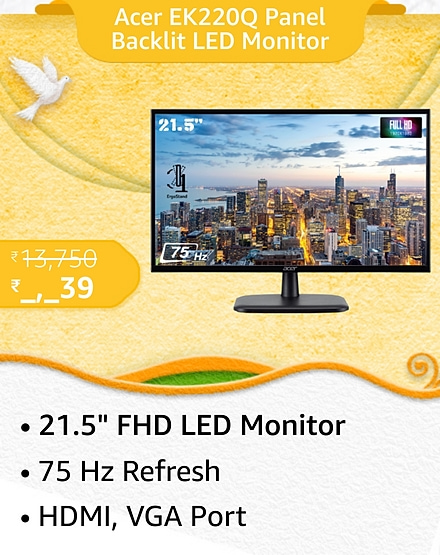 Acer EK220Q Panel
Backlit LED Monitor
21.5”
FULL HD
ErgoStand
75 Hz
acer
₹13,750
₹_,_39
• 21.5" FHD LED Monitor
• 75 Hz Refresh
• HDMI, VGA Port